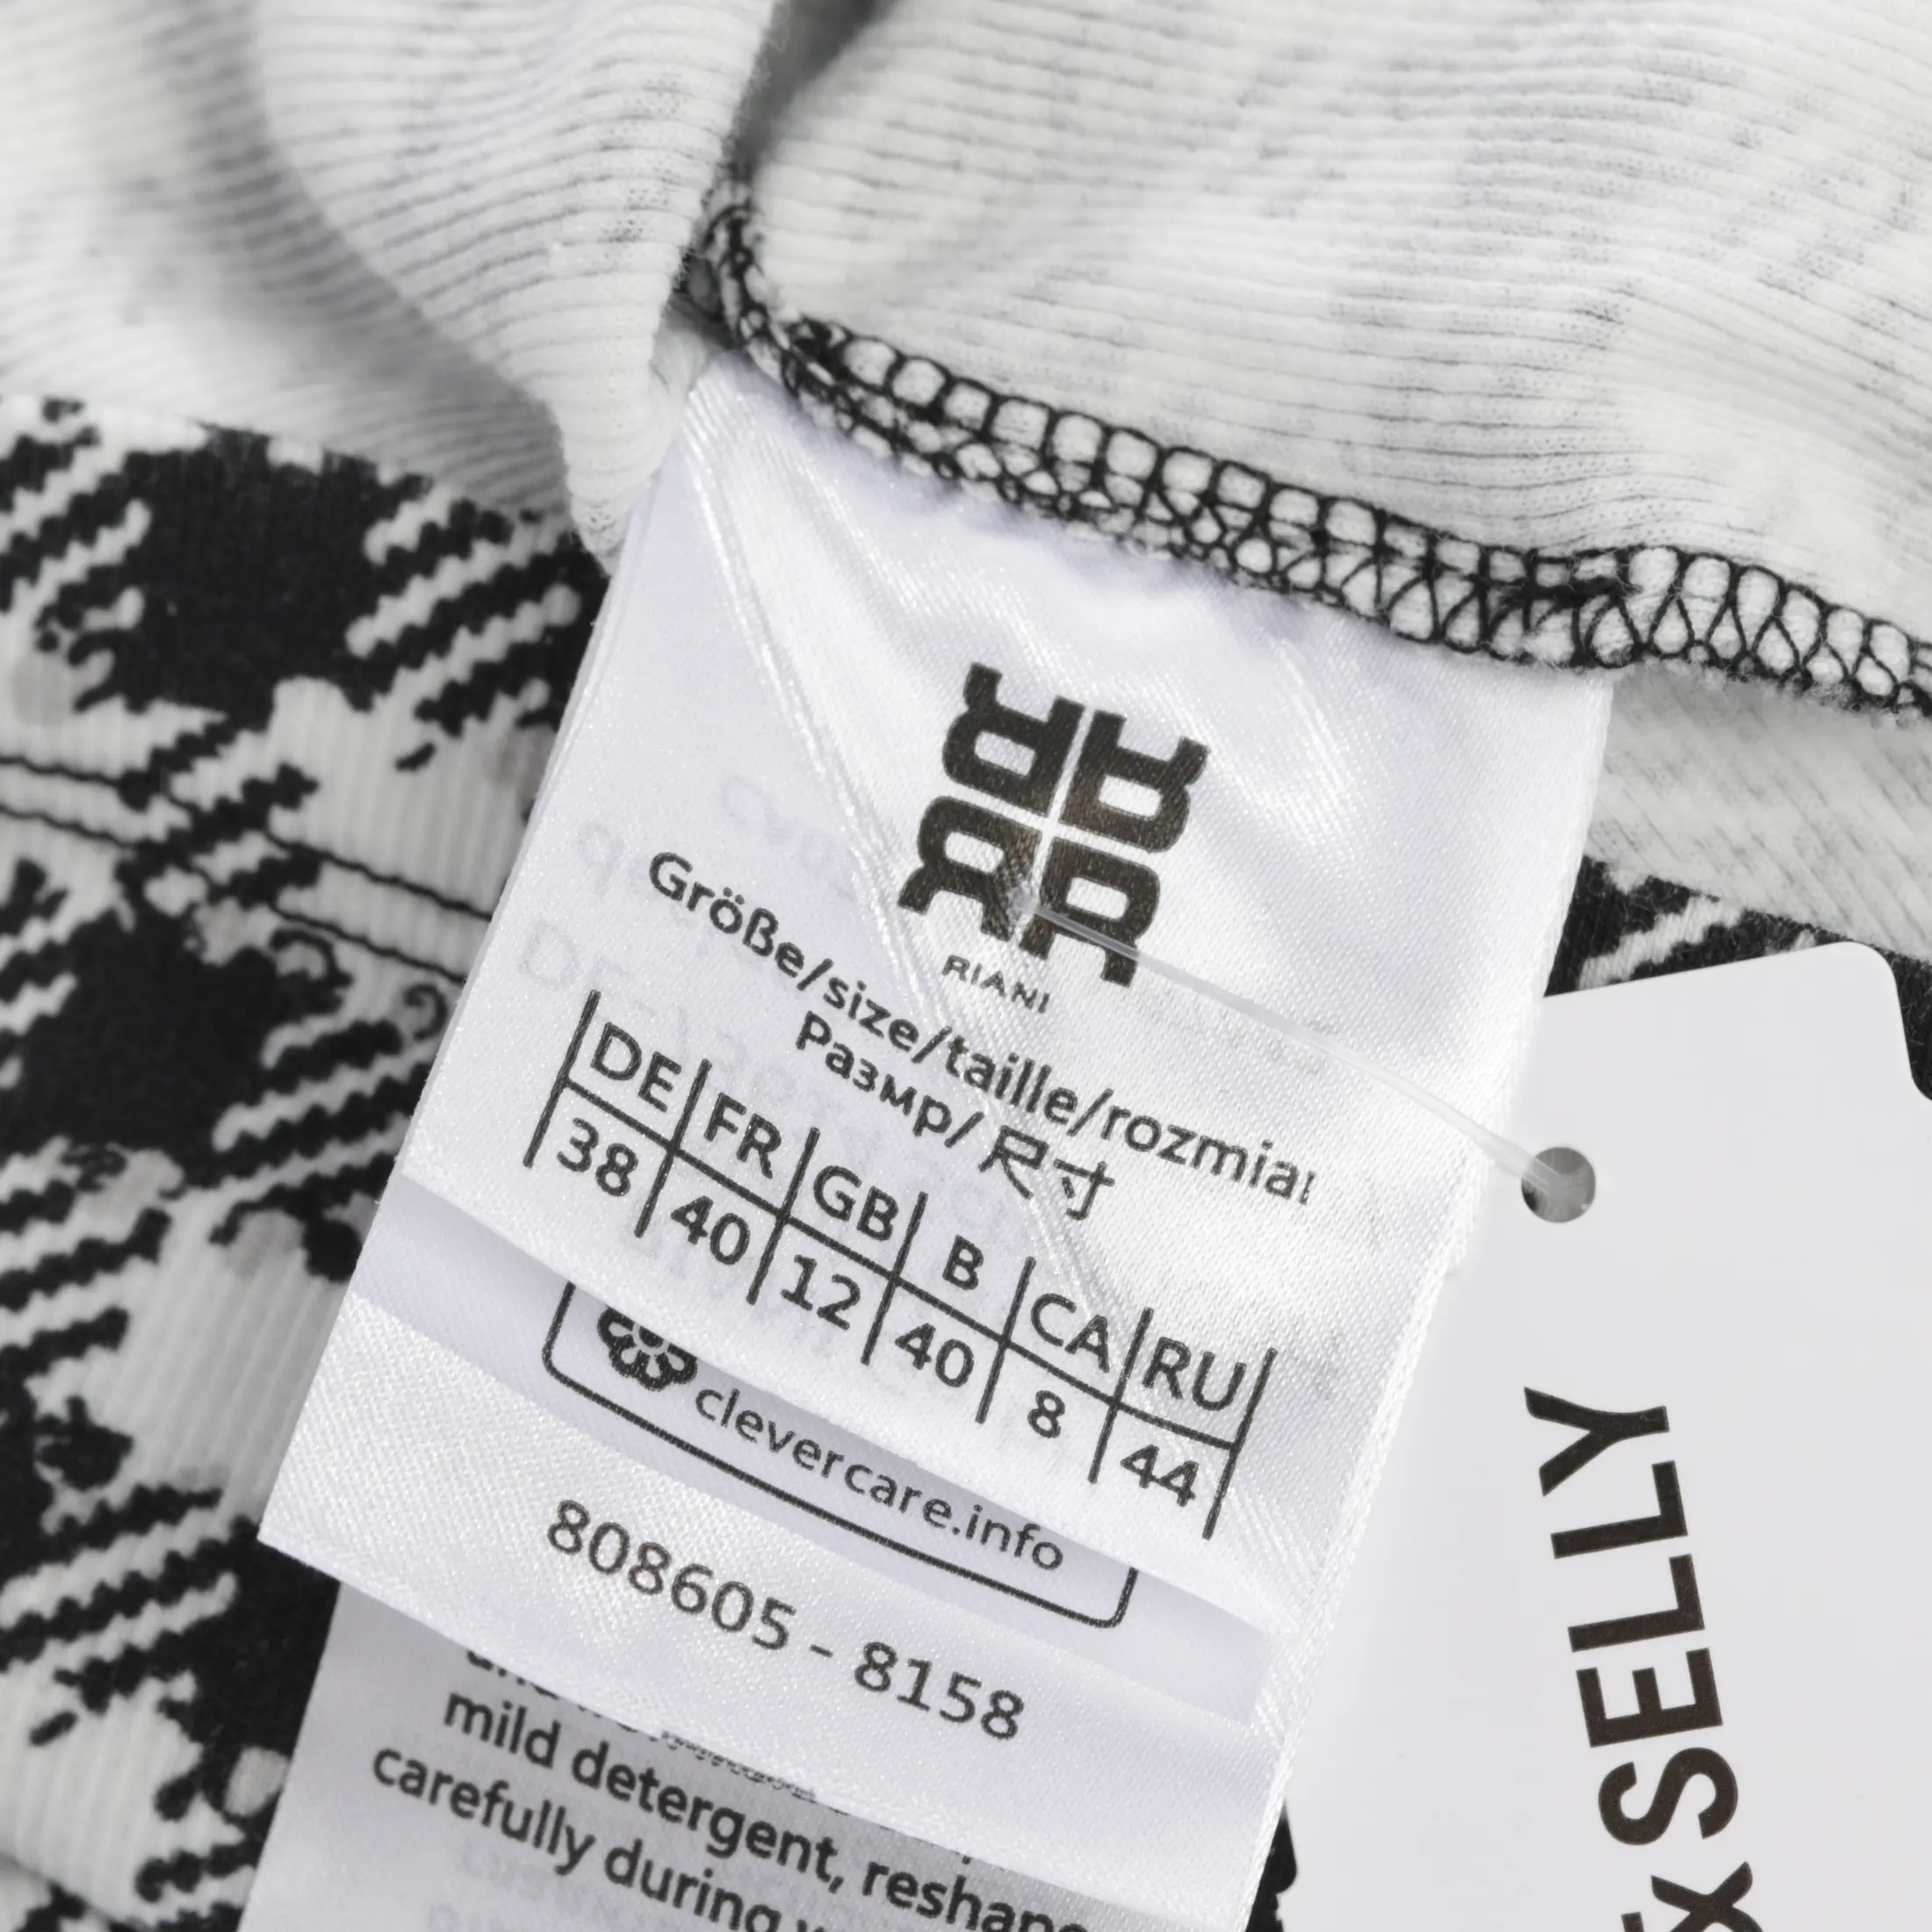 RIANI
Größe/size/taille/rozmiar
Размр/尺寸
DE FR GB B CA RU
38 40 12 40 8 44
clevercare.info
808605 - 8158
mild detergent, reshape
carefully during
SELLY